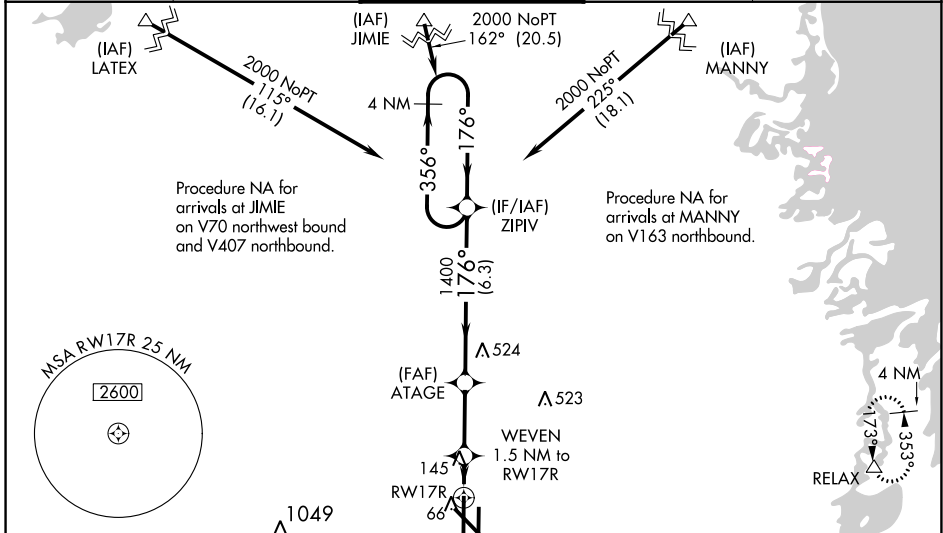 (IAF)
LATEX
2000 NoPT
115°
(16.1)
(IAF)
JIMIE
2000 NoPT
162° (20.5)
(IAF)
MANNY
2000 NoPT
225°
(18.1)
4 NM
356°
176°
Procedure NA for
arrivals at JIMIE
on V70 northwest bound
and V407 northbound.
(IF/IAF)
ZIPIV
Procedure NA for
arrivals at MANNY
on V163 northbound.
1400
176°
(6.3)
MSA RW17R 25 NM
2600
524
(FAF)
ATAGE
523
WEVEN
1.5 NM to
RW17R
145
RW17R
66
1049
4 NM
173°
353°
RELAX